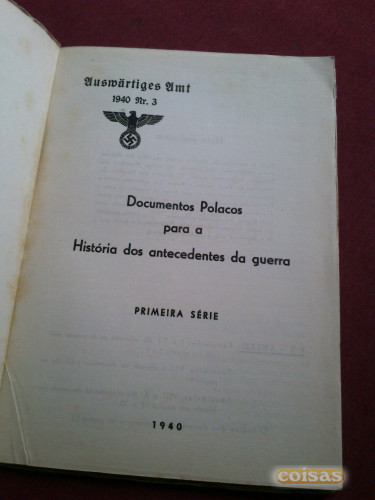 Auswärtiges Amt
1940 Nr. 3
Documentos Polacos
para a
História dos antecedentes da guerra
PRIMEIRA SÉRIE
1940
coisas